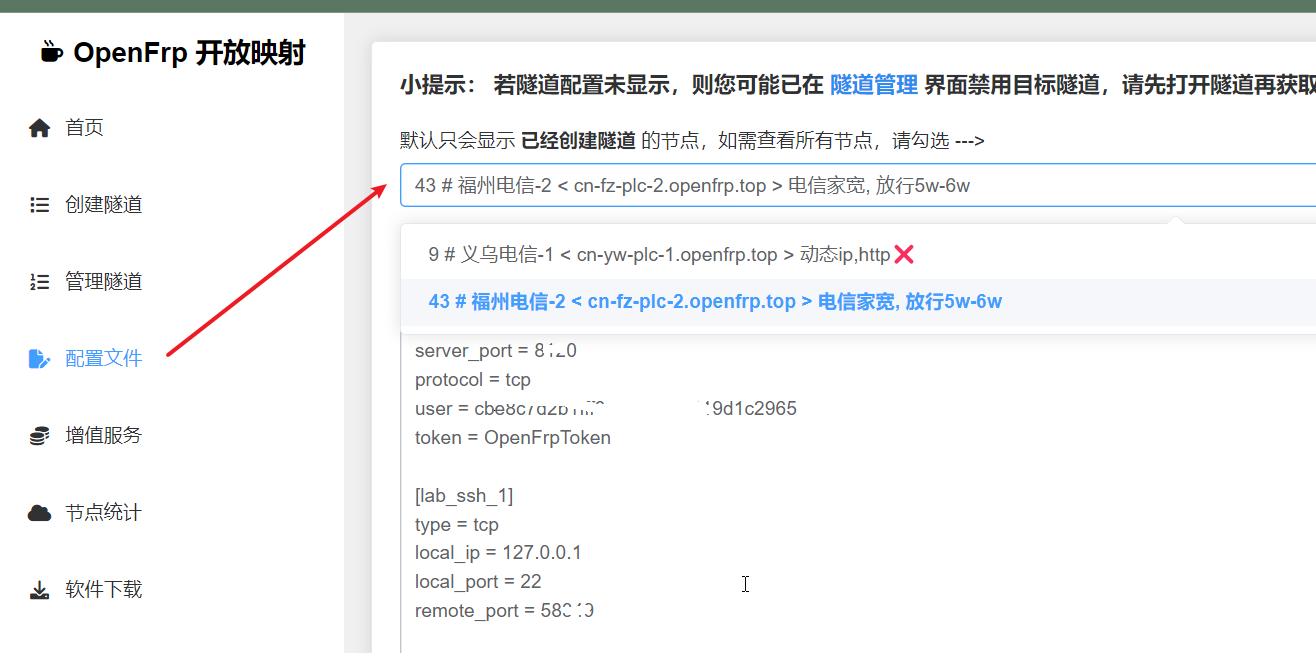 OpenFrp 开放映射
首页
创建隧道
管理隧道
配置文件
增值服务
节点统计
软件下载
小提示： 若隧道配置未显示，则您可能已在 隧道管理 界面禁用目标隧道，请先打开隧道再获取
默认只会显示 已经创建隧道 的节点，如需查看所有节点，请勾选 --->
43 # 福州电信-2 < cn-fz-plc-2.openfrp.top > 电信家宽, 放行5w-6w
9 # 义乌电信-1 < cn-yw-plc-1.openfrp.top > 动态ip,http❌
43 # 福州电信-2 < cn-fz-plc-2.openfrp.top > 电信家宽, 放行5w-6w
server_port =
protocol = tcp
user =
token = OpenFrpToken
[lab_ssh_1]
type = tcp
local_ip = 127.0.0.1
local_port = 22
remote_port =